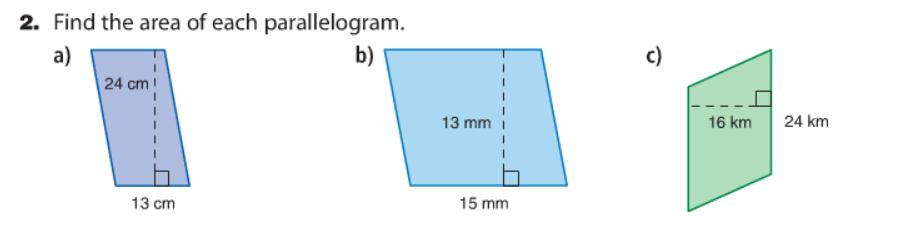 2. Find the area of each parallelogram.
a)
24 cm
13 cm
b)
13 mm
15 mm
c)
16 km
24 km